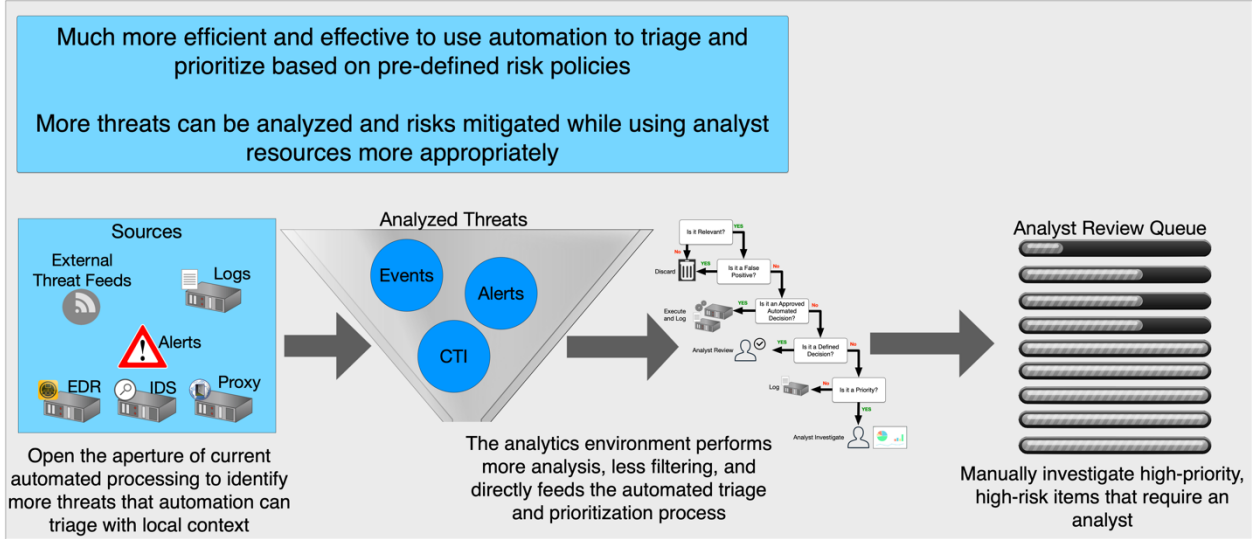 Much more efficient and effective to use automation to triage and
prioritize based on pre-defined risk policies
More threats can be analyzed and risks mitigated while using analyst
resources more appropriately
Sources
External
Threat Feeds
Logs
Alerts
EDR
IDS
Proxy
Open the aperture of current
automated processing to identify
more threats that automation can
triage with local context
Analyzed Threats
Events
Alerts
CTI
The analytics environment performs
more analysis, less filtering, and
directly feeds the automated triage
and prioritization process
Is it Relevant?
YES
No
Discard
YES
Is it a False
Positive?
No
Execute
and Log
YES
Is it an Approved
Automated
Decision?
No
Analyst Review
YES
Is it a Defined
Decision?
No
Log
No
Is it a Priority?
YES
Analyst Investigate
Analyst Review Queue
Manually investigate high-priority,
high-risk items that require an
analyst